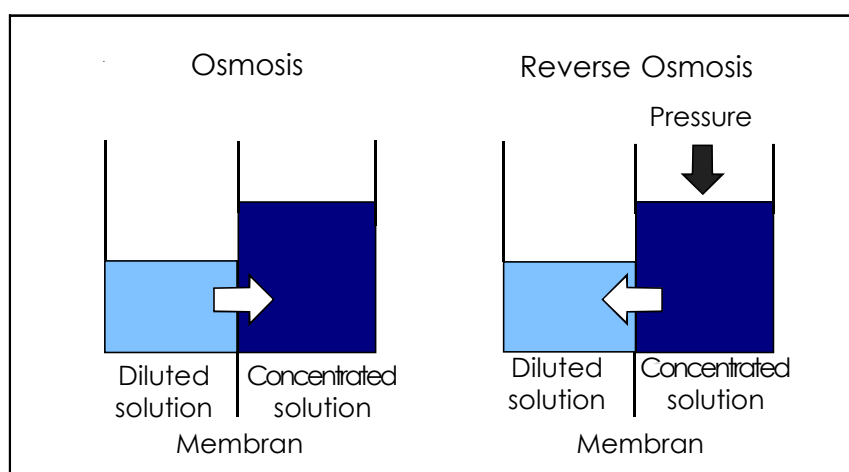 Osmosis
Diluted
solution
Concentrated
solution
Membran
Reverse Osmosis
Pressure
Diluted
solution
Concentrated
solution
Membran